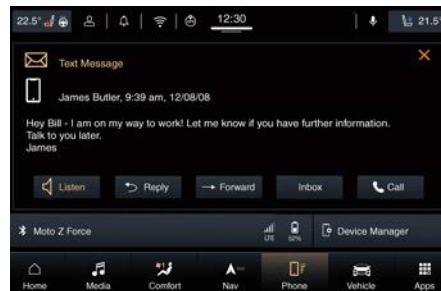 22.5° 12:30 21.5°
Text Message
James Butler, 9:39 am, 12/08/08
Hey Bill - I am on my way to work! Let me know if you have further information.
Talk to you later.
James
Listen Reply Forward Inbox Call
Moto Z Force LTE 52% Device Manager
Home Media Comfort Nav Phone Vehicle Apps